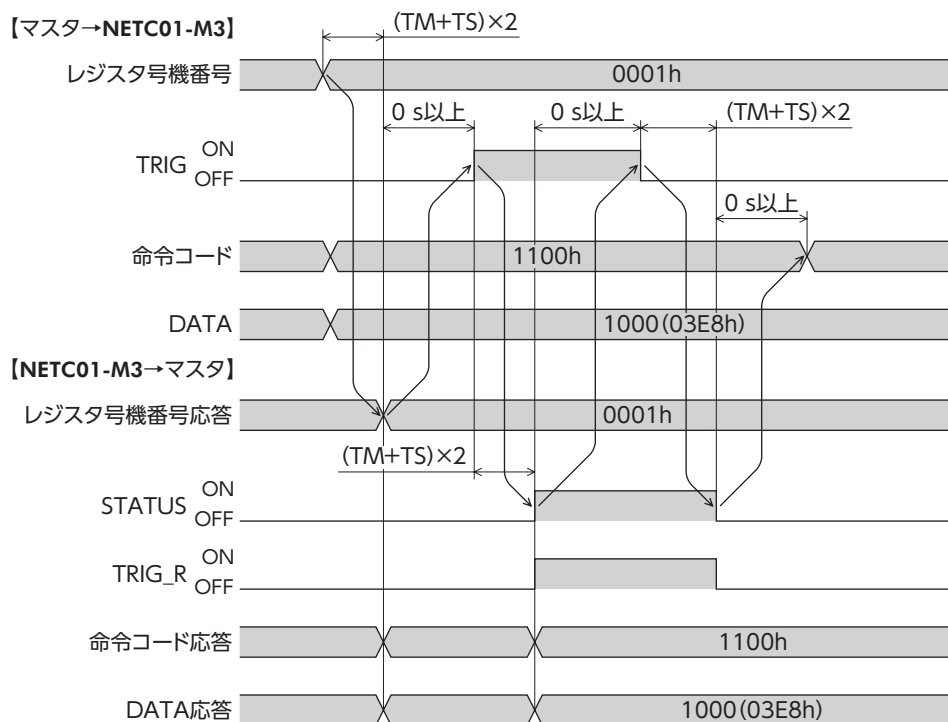 【マスタ→NETC01-M3】
(TM+TS)×2
レジスタ号機番号
0001h
0 s以上
0 s以上
(TM+TS)×2
TRIG
ON
OFF
0 s以上
命令コード
1100h
DATA
1000(03E8h)
【NETC01-M3→マスタ】
レジスタ号機番号応答
0001h
(TM+TS)×2
STATUS
ON
OFF
TRIG_R
ON
OFF
命令コード応答
1100h
DATA応答
1000(03E8h)